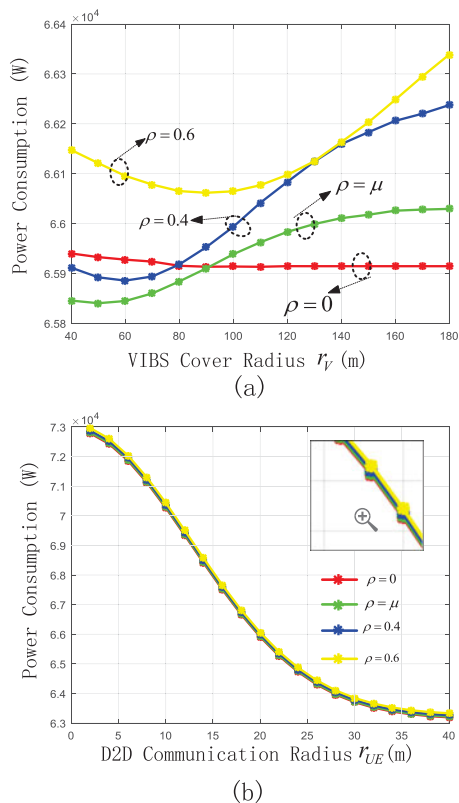 ×10⁴
6.64
6.63
6.62
6.61
6.60
6.59
6.58
Power Consumption (W)
ρ=0.6
ρ=0.4
ρ=μ
ρ=0
40 60 80 100 120 140 160 180
VIBS Cover Radius r_V (m)
(a)
×10⁴
7.3
7.2
7.1
7
6.9
6.8
6.7
6.6
6.5
6.4
6.3
Power Consumption (W)
ρ=0
ρ=μ
ρ=0.4
ρ=0.6
0 5 10 15 20 25 30 35 40
D2D Communication Radius r_UE (m)
(b)